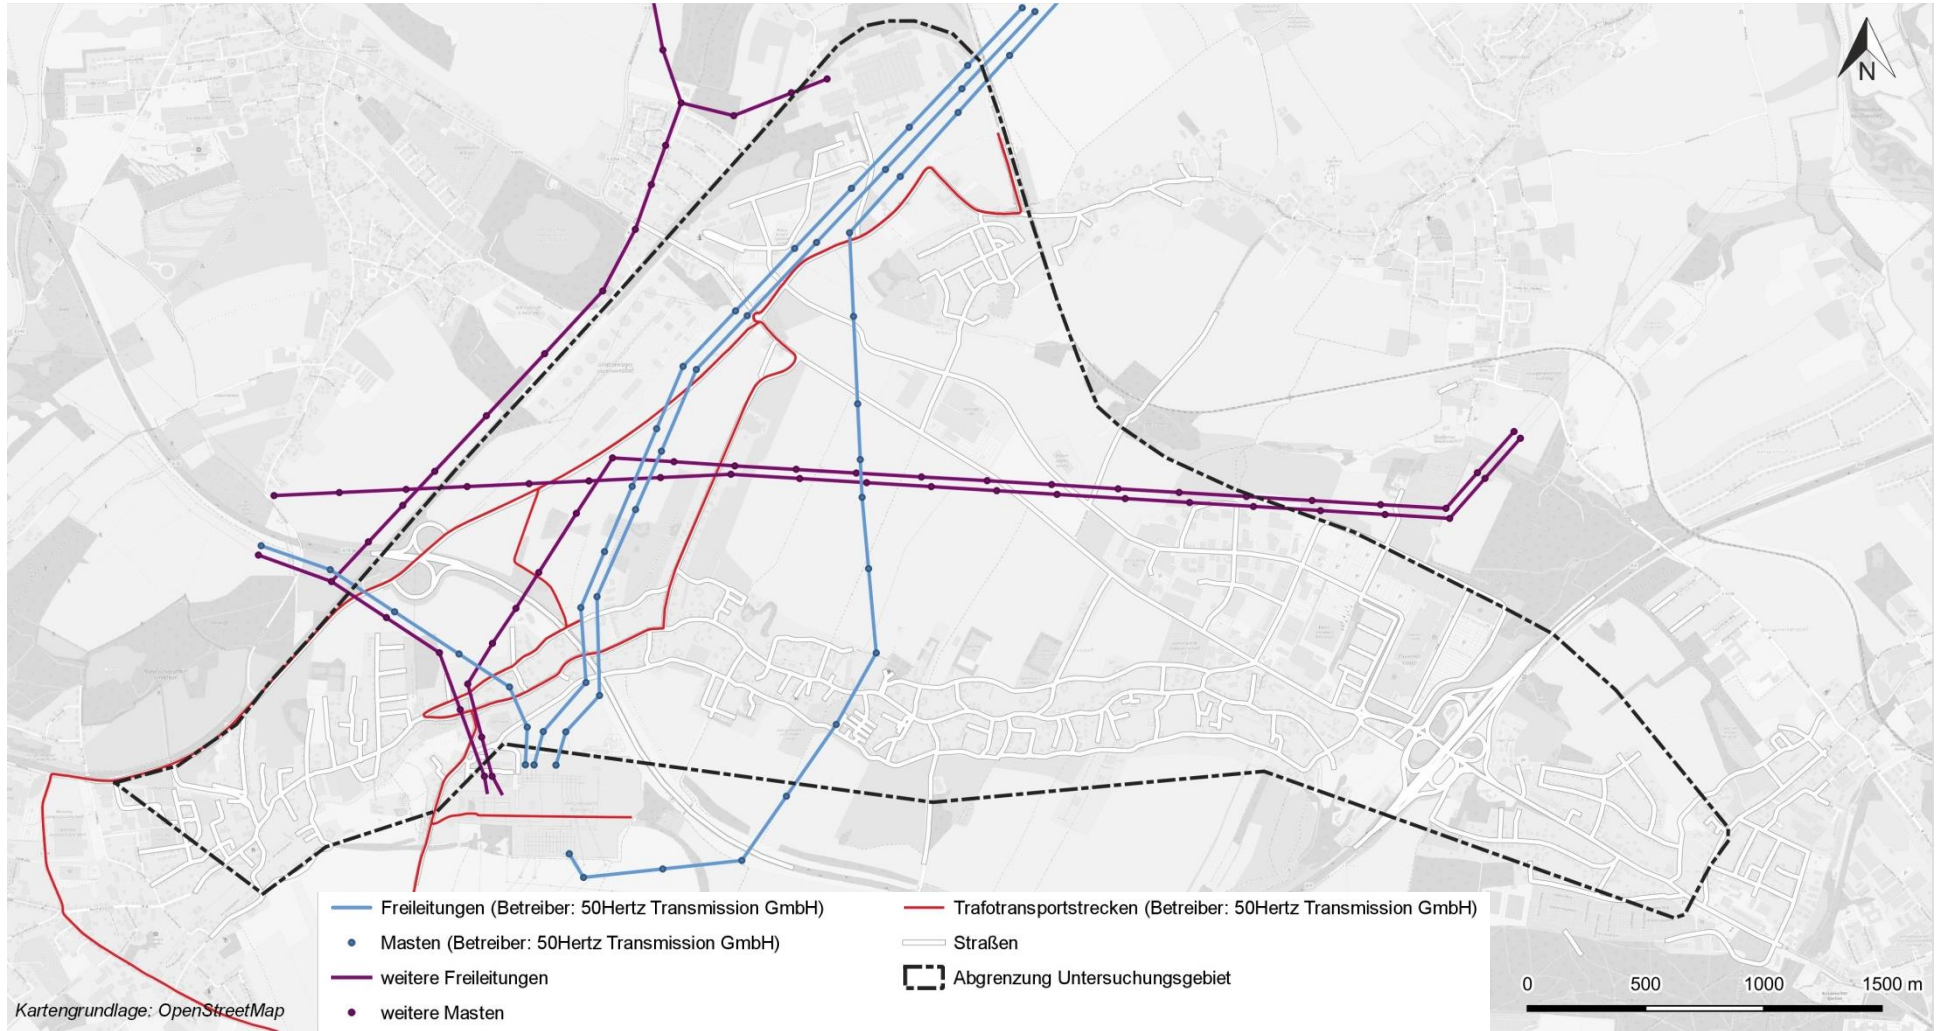 N
Freileitungen (Betreiber: 50Hertz Transmission GmbH)
Masten (Betreiber: 50Hertz Transmission GmbH)
weitere Freileitungen
weitere Masten
Trafotransportstrecken (Betreiber: 50Hertz Transmission GmbH)
Straßen
Abgrenzung Untersuchungsgebiet
0 500 1000 1500 m
Kartengrundlage: OpenStreetMap